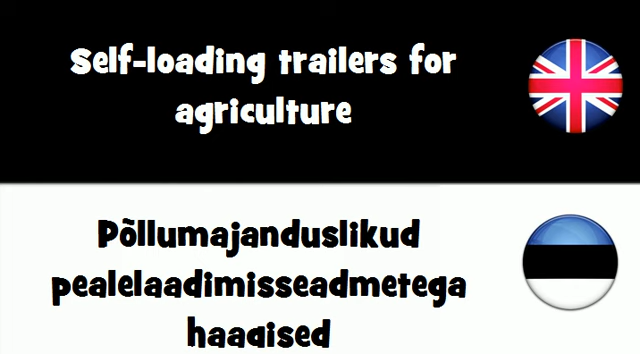 Self-loading trailers for
agriculture
Põllumajanduslikud
pealelaadimisseadmetega
haagised